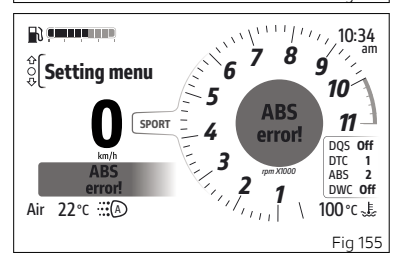 10:34
am
Setting menu
0
km/h
SPORT
ABS
error!
Air 22°C (A)
1
2
3
4
5
6
7
8
9
10
11
ABS
error!
rpm X1000
DQS Off
DTC 1
ABS 2
DWC Off
100°C
Fig 155